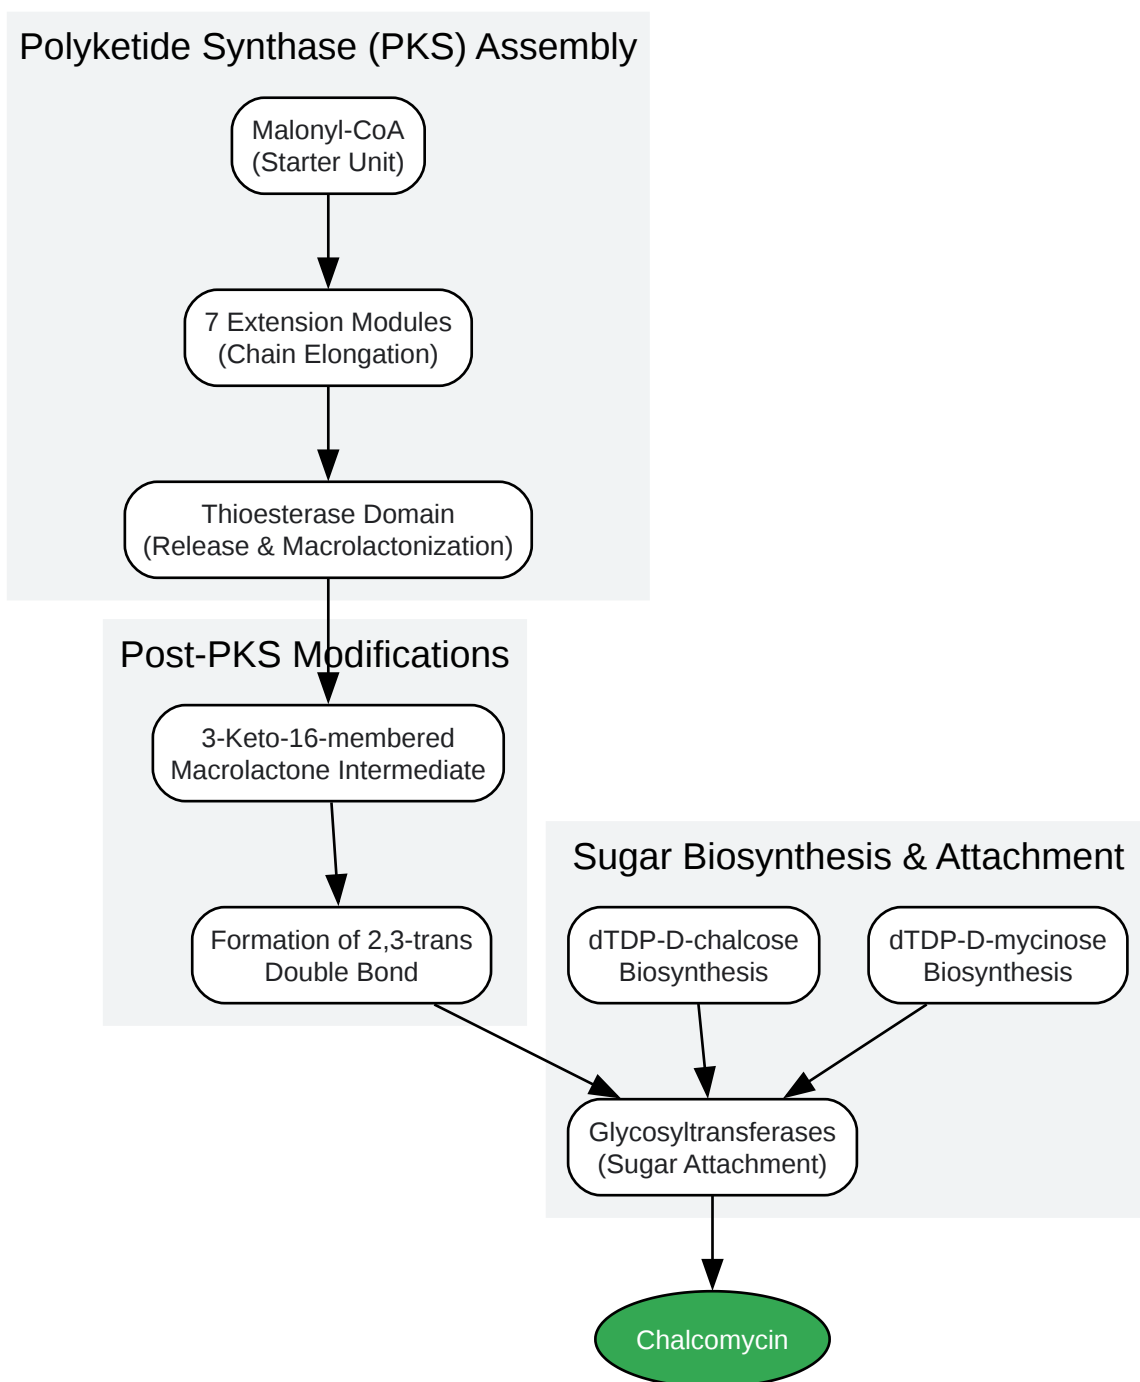 Polyketide Synthase (PKS) Assembly
Malonyl-CoA
(Starter Unit)
7 Extension Modules
(Chain Elongation)
Thioesterase Domain
(Release & Macrolactonization)
Post-PKS Modifications
3-Keto-16-membered
Macrolactone Intermediate
Formation of 2,3-trans
Double Bond
Sugar Biosynthesis & Attachment
dTDP-D-chalcose
Biosynthesis
dTDP-D-mycinose
Biosynthesis
Glycosyltransferases
(Sugar Attachment)
Chalcomycin